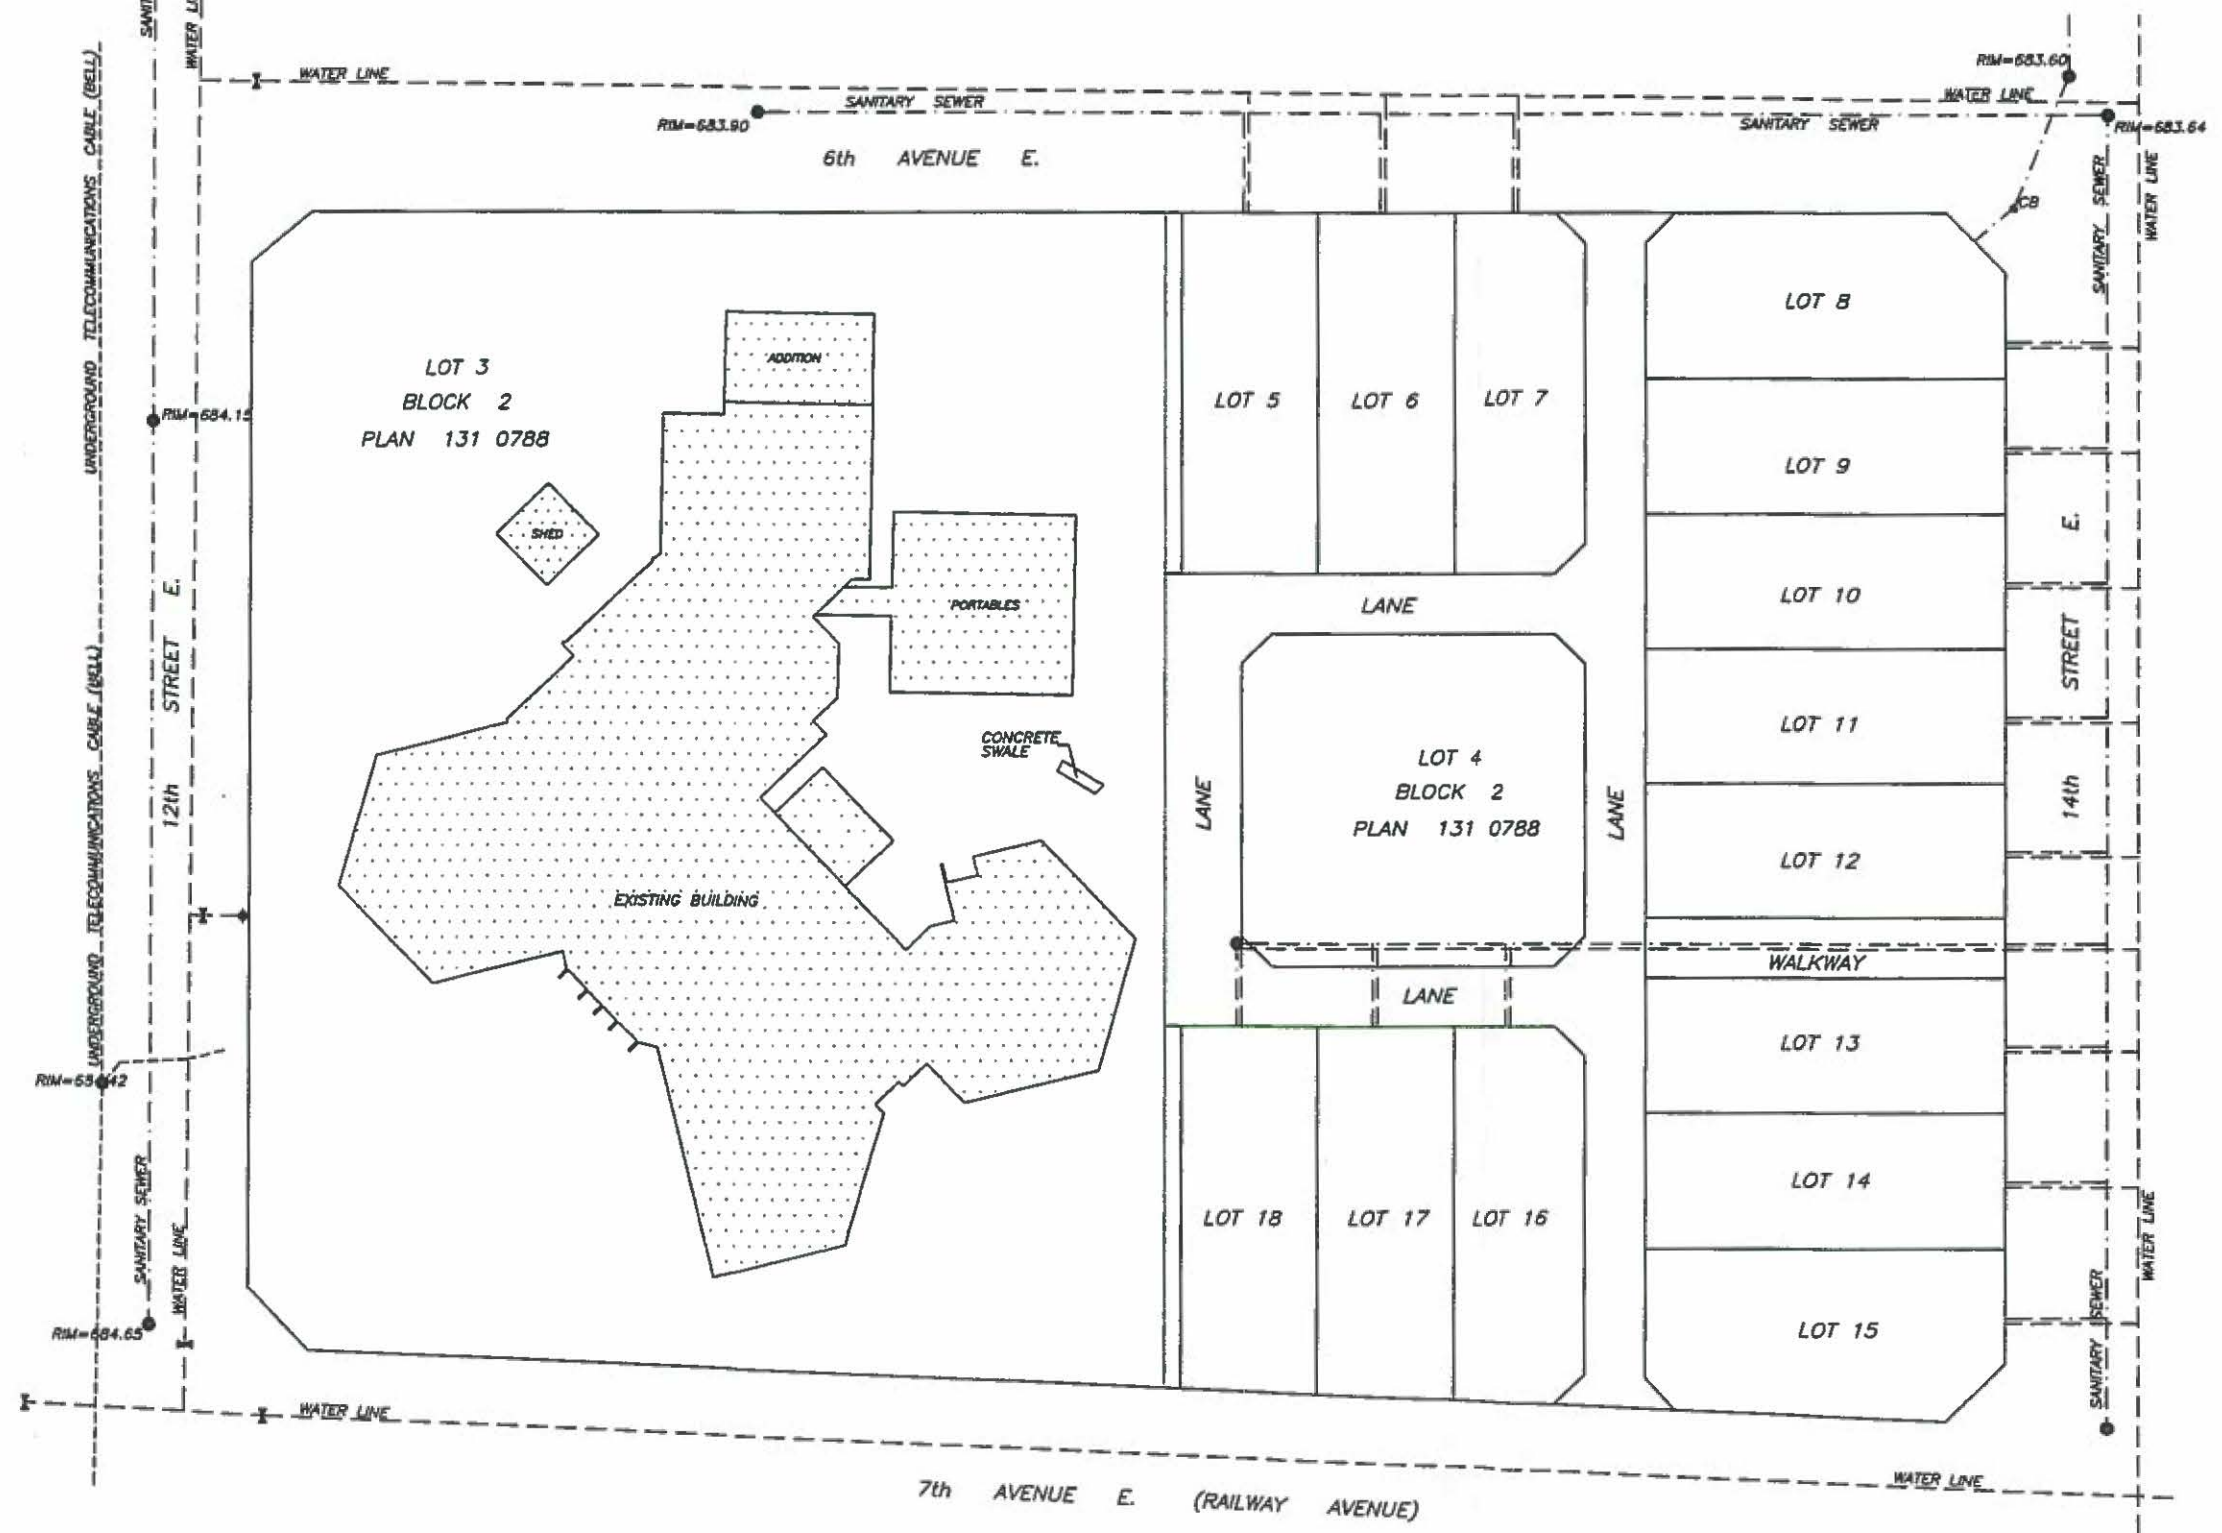 SANIT
WATER LI
UNDERGROUND TELECOMMUNICATIONS CABLE (BELL)
WATER LINE
SANITARY SEWER
RIM=683.90
6th AVENUE E.
RIM=683.60
WATER LINE
SANITARY SEWER
RIM=683.64
CB
SANITARY SEWER
WATER LINE
LOT 3
BLOCK 2
PLAN 131 0788
RIM=684.15
ADDITION
SHED
PORTABLES
CONCRETE
SWALE
EXISTING BUILDING
12th STREET E.
UNDERGROUND TELECOMMUNICATIONS CABLE (BELL)
LOT 5
LOT 6
LOT 7
LOT 8
LOT 9
LOT 10
LOT 11
LOT 12
LANE
LANE
LOT 4
BLOCK 2
PLAN 131 0788
LANE
14th STREET E.
WALKWAY
LANE
LOT 13
LOT 14
LOT 15
LOT 18
LOT 17
LOT 16
SANITARY SEWER
WATER LINE
RIM=684.65
WATER LINE
SANITARY SEWER
WATER LINE
WATER LINE
7th AVENUE E. (RAILWAY AVENUE)